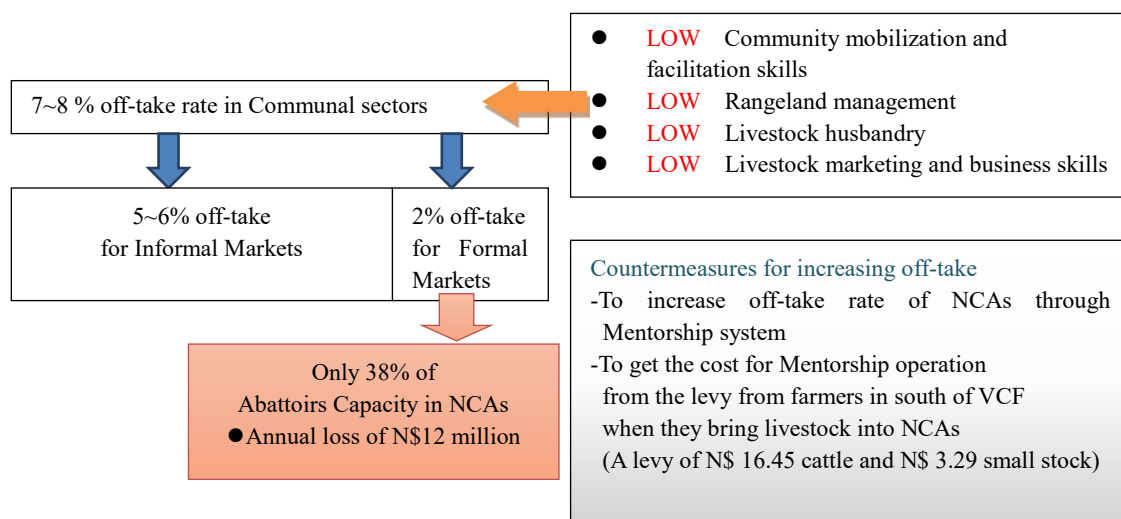 ● LOW Community mobilization and
facilitation skills
● LOW Rangeland management
● LOW Livestock husbandry
● LOW Livestock marketing and business skills
7~8 % off-take rate in Communal sectors
5~6% off-take
for Informal Markets
2% off-take
for Formal
Markets
Only 38% of
Abattoirs Capacity in NCAs
●Annual loss of N$12 million
Countermeasures for increasing off-take
-To increase off-take rate of NCAs through
Mentorship system
-To get the cost for Mentorship operation
from the levy from farmers in south of VCF
when they bring livestock into NCAs
(A levy of N$ 16.45 cattle and N$ 3.29 small stock)